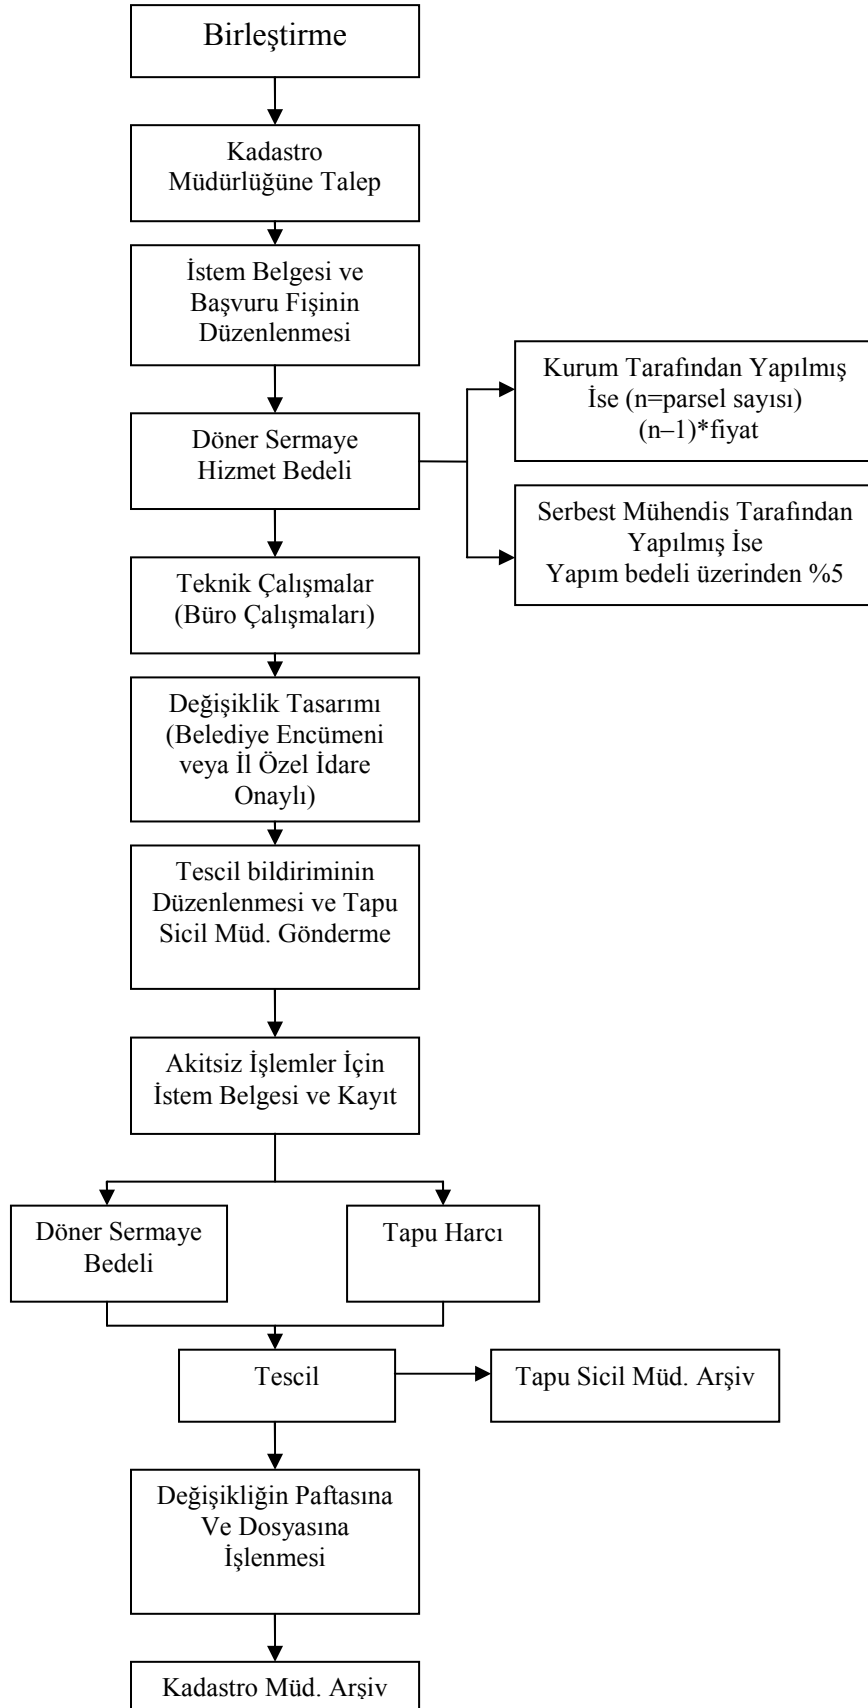 Birleştirme
Kadastro
Müdürlüğüne Talep
İstem Belgesi ve
Başvuru Fişinin
Düzenlenmesi
Döner Sermaye
Hizmet Bedeli
Kurum Tarafından Yapılmış
İse (n=parsel sayısı)
(n–1)*fiyat
Serbest Mühendis Tarafından
Yapılmış İse
Yapım bedeli üzerinden %5
Teknik Çalışmalar
(Büro Çalışmaları)
Değişiklik Tasarımı
(Belediye Encümeni
veya İl Özel İdare
Onaylı)
Tescil bildiriminin
Düzenlenmesi ve Tapu
Sicil Müd. Gönderme
Akitsiz İşlemler İçin
İstem Belgesi ve Kayıt
Döner Sermaye
Bedeli
Tapu Harcı
Tescil
Tapu Sicil Müd. Arşiv
Değişikliğin Paftasına
Ve Dosyasına
İşlenmesi
Kadastro Müd. Arşiv